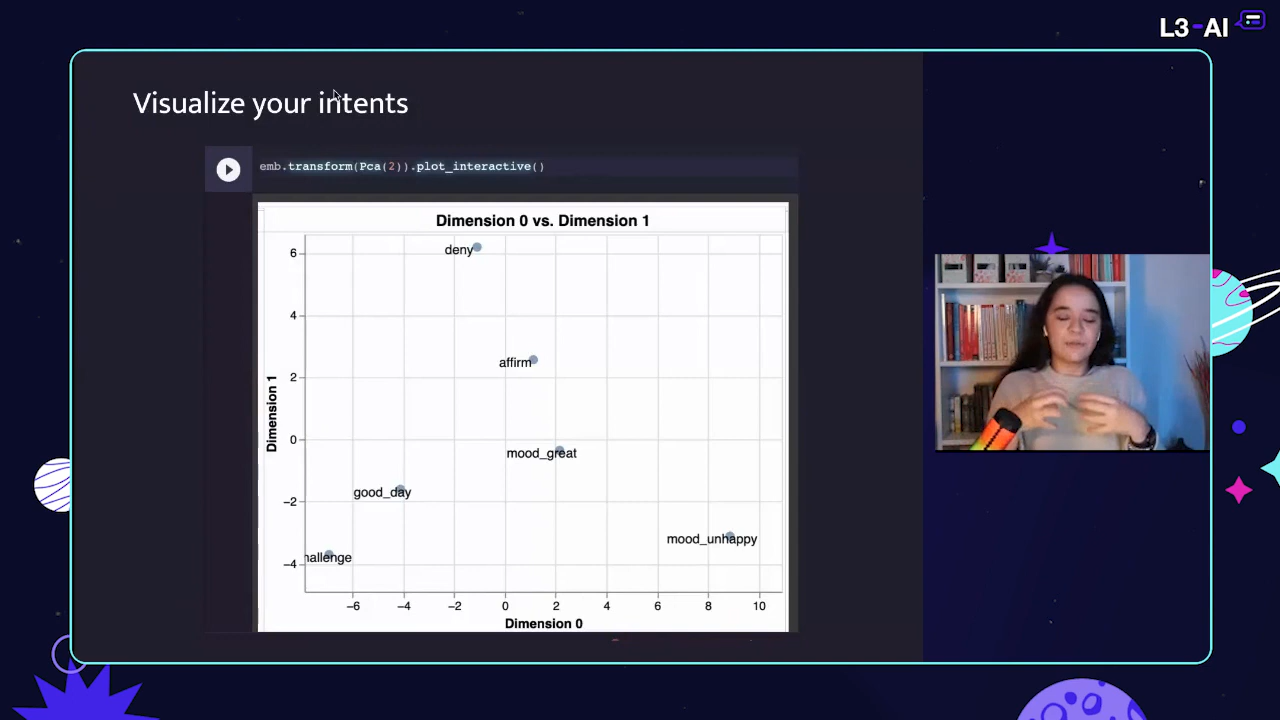 L3-AI
Visualize your intents
emb.transform(Pca(2)).plot_interactive()
Dimension 0 vs. Dimension 1
6
4
2
0
−2
−4
Dimension 1
deny
affirm
mood_great
good_day
mood_unhappy
hallenge
−6
−4
−2
0
2
4
6
8
10
Dimension 0